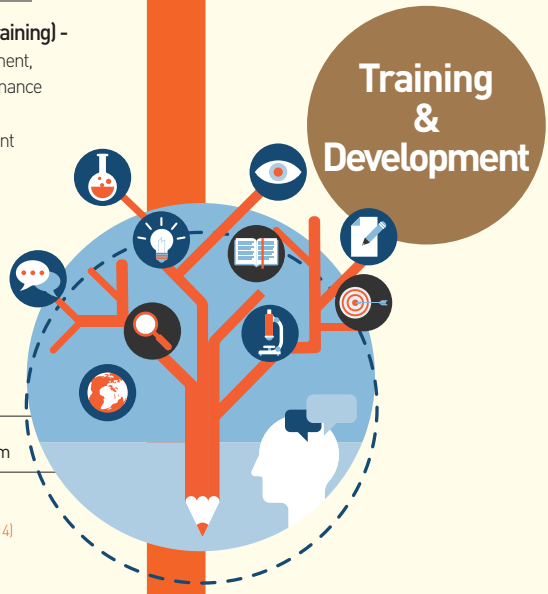 aining) -
ment,
nance
nt
Training
&
Development
m
4)